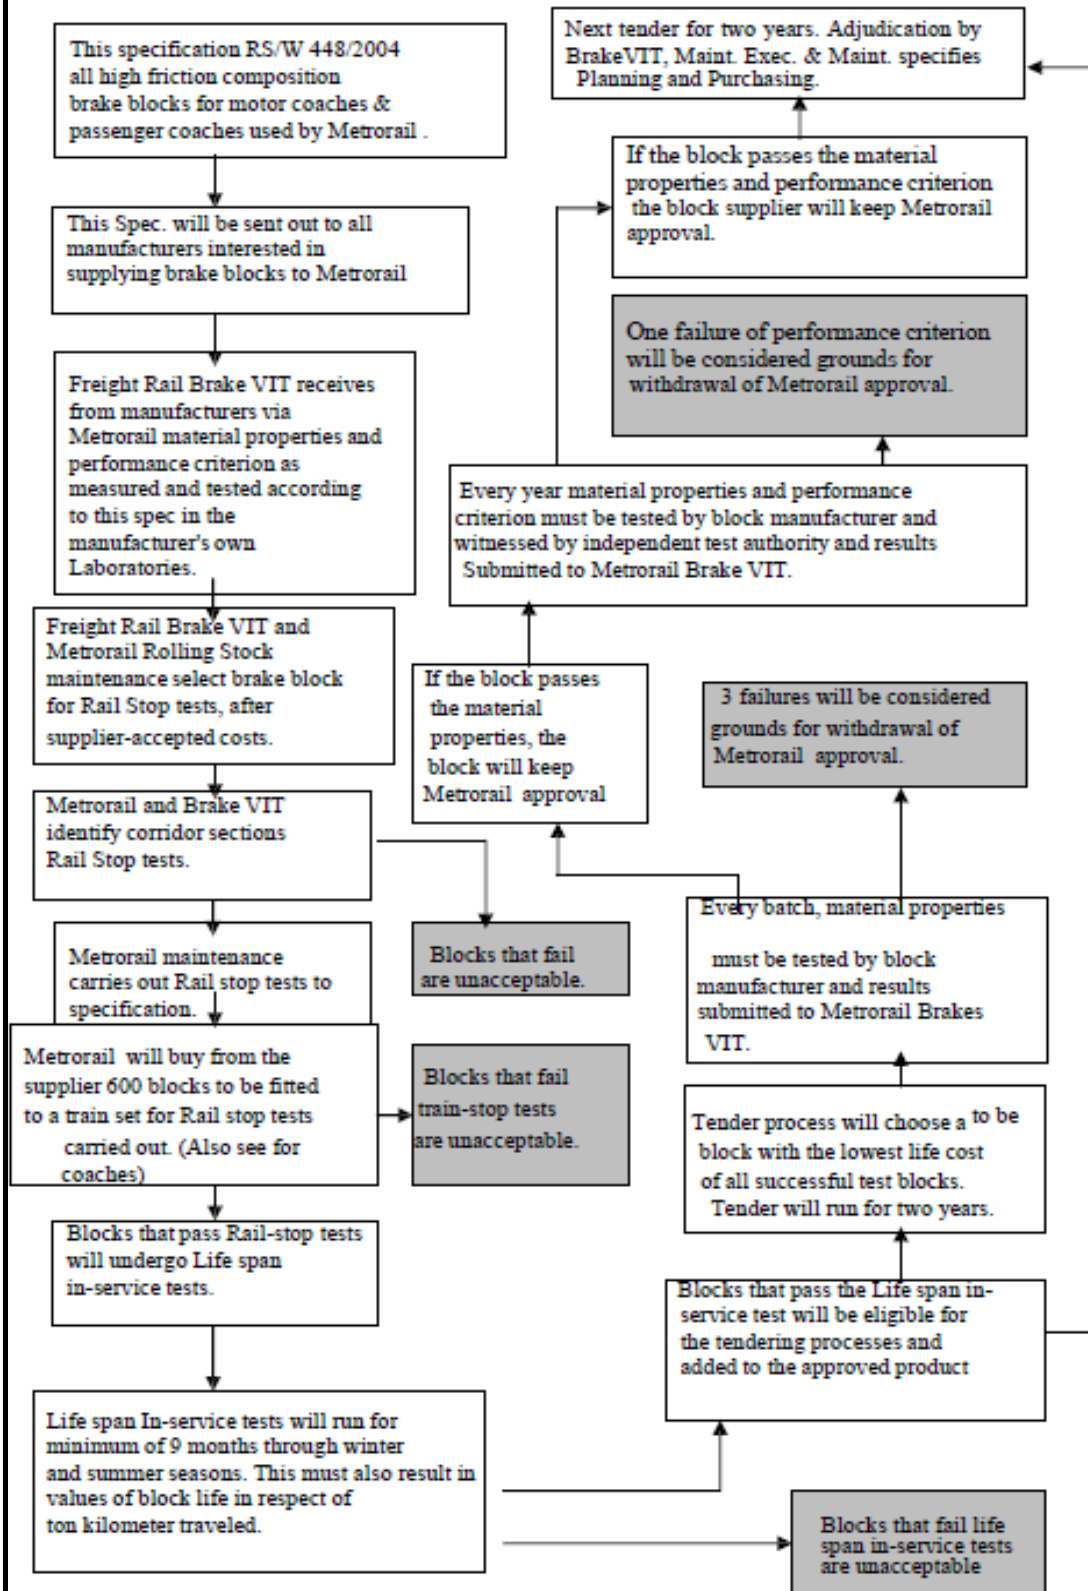 This specification RS/W 448/2004
all high friction composition
brake blocks for motor coaches &
passenger coaches used by Metrorail .
This Spec. will be sent out to all
manufacturers interested in
supplying brake blocks to Metrorail
Freight Rail Brake VIT receives
from manufacturers via
Metrorail material properties and
performance criterion as
measured and tested according
to this spec in the
manufacturer's own
Laboratories.
Freight Rail Brake VIT and
Metrorail Rolling Stock
maintenance select brake block
for Rail Stop tests, after
supplier-accepted costs.
Metrorail and Brake VIT
identify corridor sections
Rail Stop tests.
Metrorail maintenance
carries out Rail stop tests to
specification.
Metrorail will buy from the
supplier 600 blocks to be fitted
to a train set for Rail stop tests
carried out. (Also see for
coaches)
Blocks that pass Rail-stop tests
will undergo Life span
in-service tests.
Life span In-service tests will run for
minimum of 9 months through winter
and summer seasons. This must also result in
values of block life in respect of
ton kilometer traveled.
Next tender for two years. Adjudication by
BrakeVIT, Maint. Exec. & Maint. specifies
Planning and Purchasing.
If the block passes the material
properties and performance criterion
the block supplier will keep Metrorail
approval.
One failure of performance criterion
will be considered grounds for
withdrawal of Metrorail approval.
Every year material properties and performance
criterion must be tested by block manufacturer and
witnessed by independent test authority and results
Submitted to Metrorail Brake VIT.
If the block passes
the material
properties, the
block will keep
Metrorail approval
3 failures will be considered
grounds for withdrawal of
Metrorail approval.
Blocks that fail
are unacceptable.
Blocks that fail
train-stop tests
are unacceptable.
Every batch, material properties
must be tested by block
manufacturer and results
submitted to Metrorail Brakes
VIT.
Tender process will choose a to be
block with the lowest life cost
of all successful test blocks.
Tender will run for two years.
Blocks that pass the Life span in-
service test will be eligible for
the tendering processes and
added to the approved product
Blocks that fail life
span in-service tests
are unacceptable